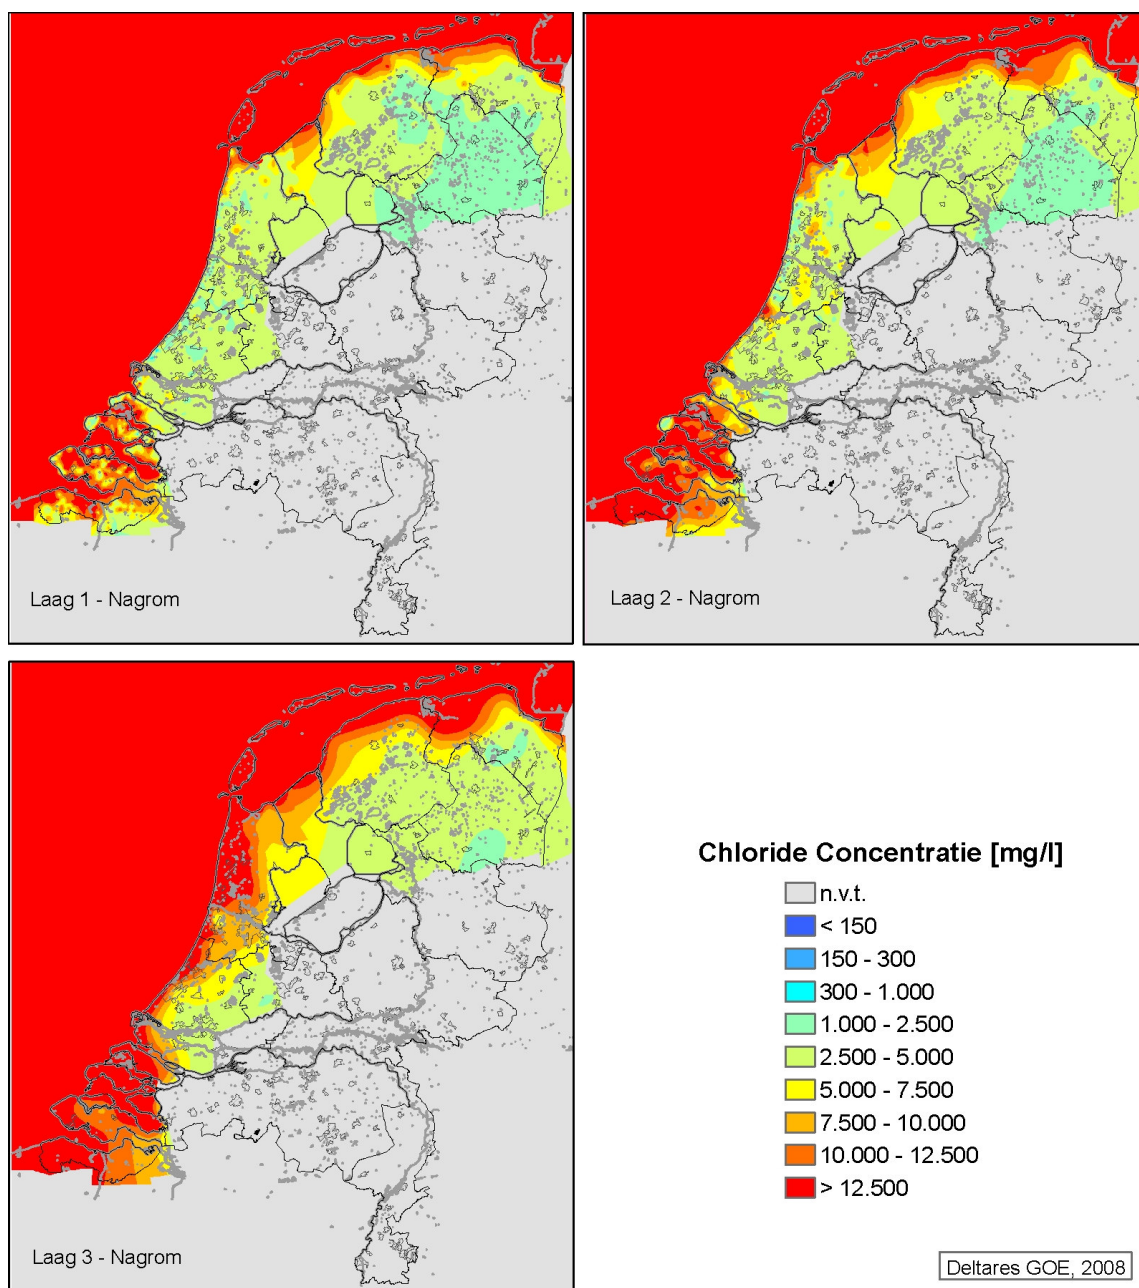 Laag 1 - Nagrom
Laag 2 - Nagrom
Laag 3 - Nagrom
Chloride Concentratie [mg/l]
n.v.t.
< 150
150 - 300
300 - 1.000
1.000 - 2.500
2.500 - 5.000
5.000 - 7.500
7.500 - 10.000
10.000 - 12.500
> 12.500
Deltares GOE, 2008